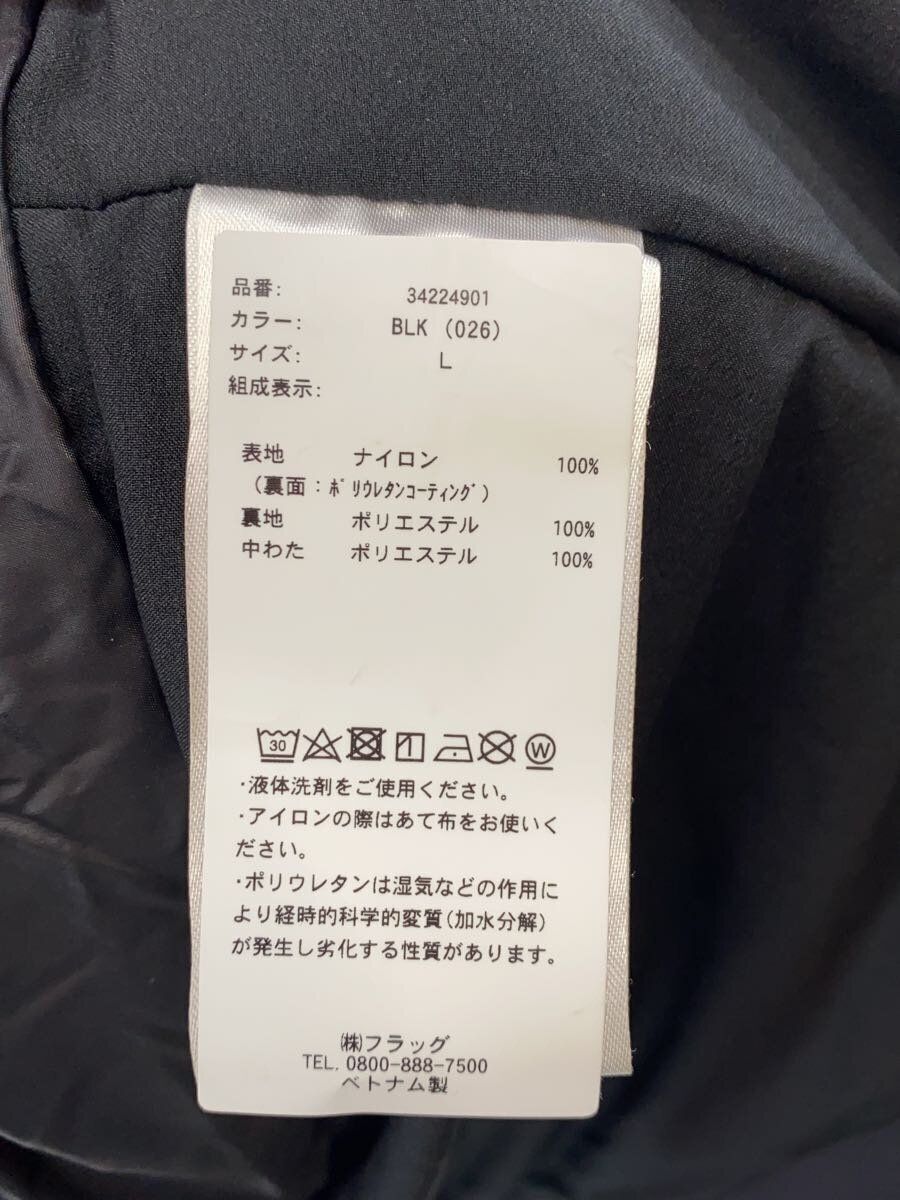 品番: 34224901
カラー: BLK (026)
サイズ: L
組成表示:
表地 ナイロン 100%
(裏面:ポリウレタンコーティング)
裏地 ポリエステル 100%
中わた ポリエステル 100%
30 W
・液体洗剤をご使用ください。
・アイロンの際はあて布をお使いく
ださい。
・ポリウレタンは湿気などの作用に
より経時的科学的変質(加水分解)
が発生し劣化する性質があります。
㈱フラッグ
TEL. 0800-888-7500
ベトナム製